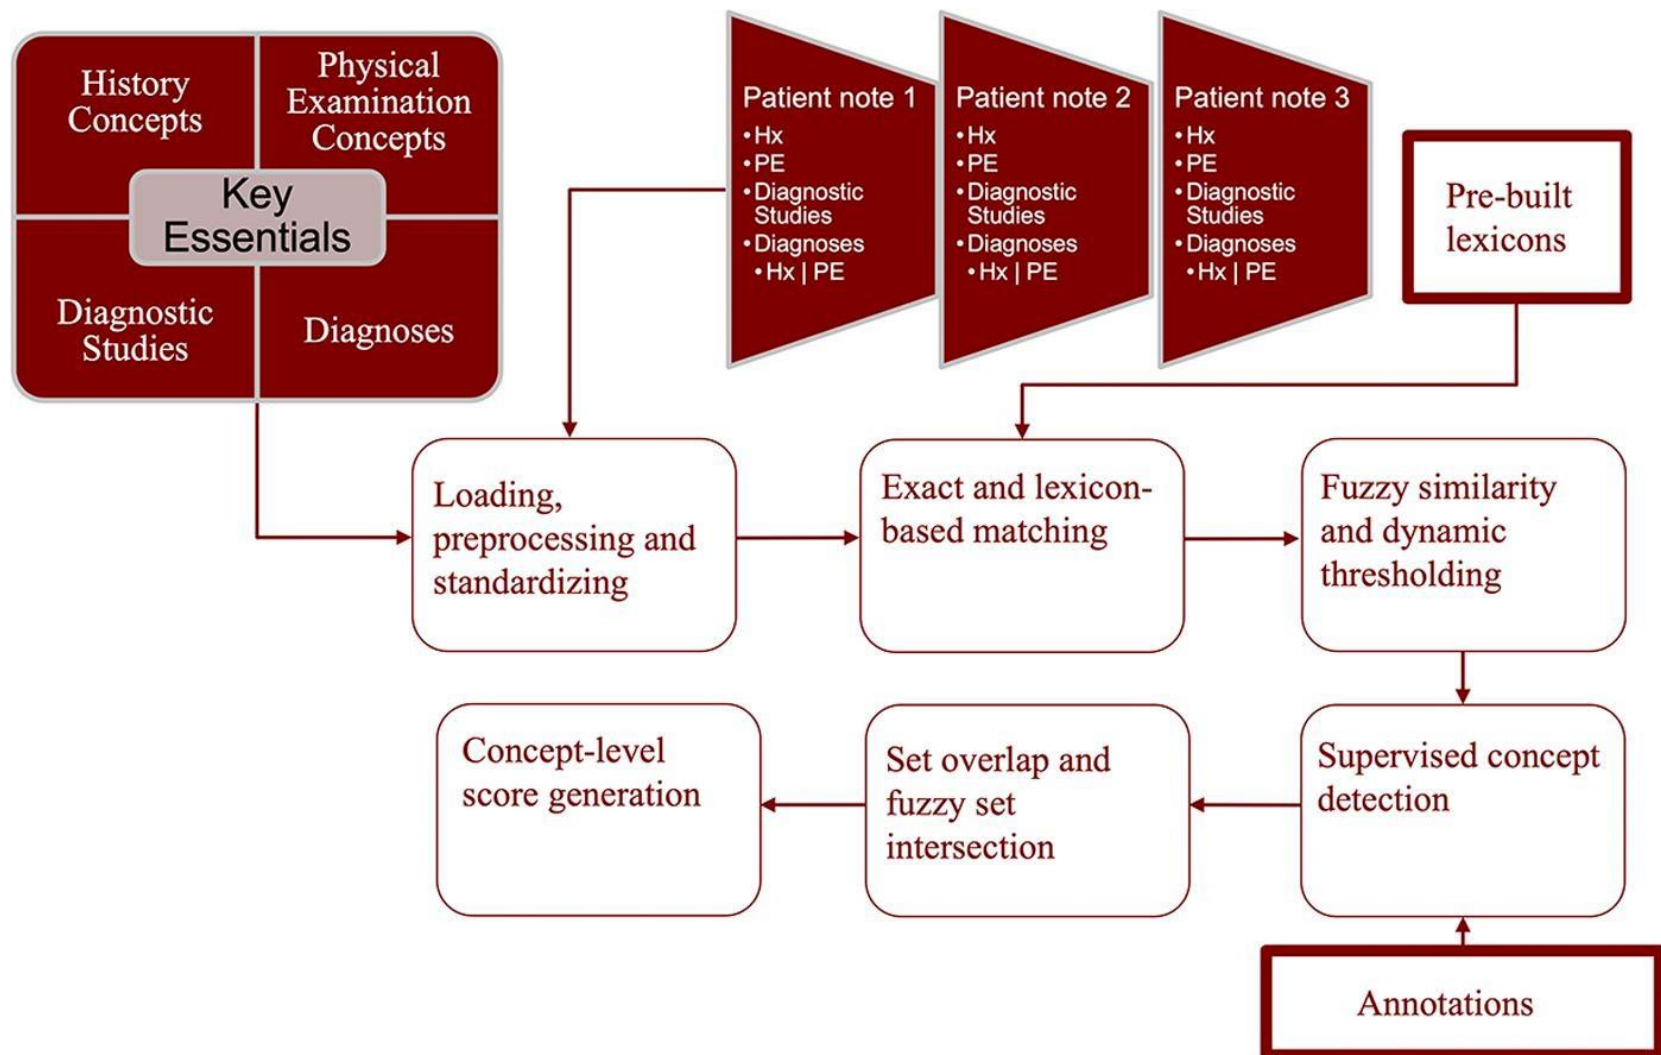 History
Concepts
Physical
Examination
Concepts
Key
Essentials
Diagnostic
Studies
Diagnoses
Patient note 1
•Hx
•PE
•Diagnostic
Studies
•Diagnoses
•Hx | PE
Patient note 2
•Hx
•PE
•Diagnostic
Studies
•Diagnoses
•Hx | PE
Patient note 3
•Hx
•PE
•Diagnostic
Studies
•Diagnoses
•Hx | PE
Pre-built
lexicons
Loading,
preprocessing and
standardizing
Exact and lexicon-
based matching
Fuzzy similarity
and dynamic
thresholding
Concept-level
score generation
Set overlap and
fuzzy set
intersection
Supervised concept
detection
Annotations